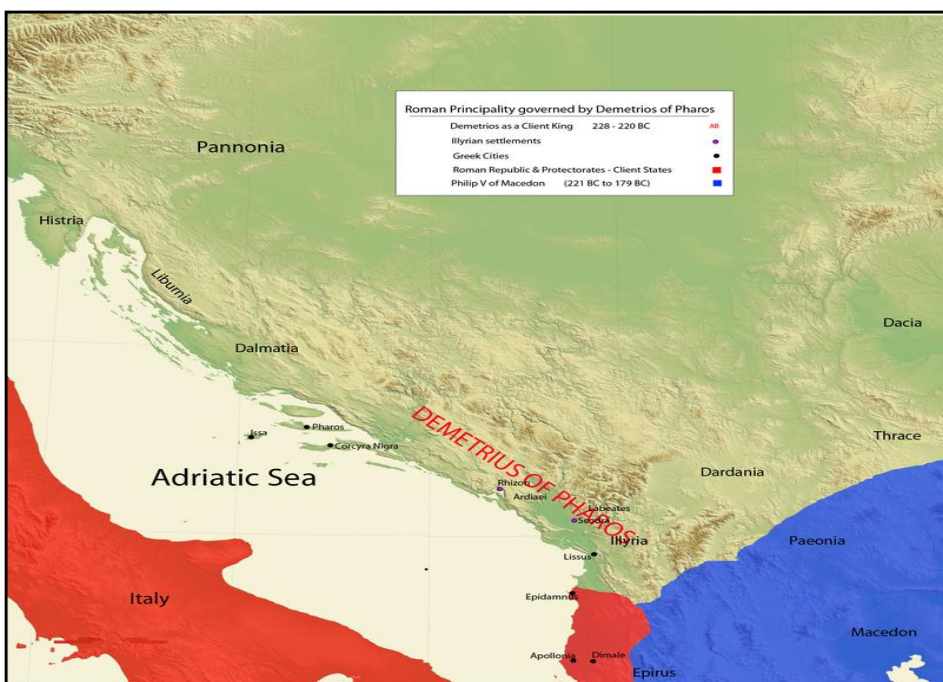 Roman Principality governed by Demetrios of Pharos
Demetrios as a Client King 228 - 220 BC AB
Illyrian settlements
Greek Cities
Roman Republic & Protectorates - Client States
Philip V of Macedon (221 BC to 179 BC)
Pannonia
Histria
Liburnia
Dacia
Dalmatia
DEMETRIUS OF PHAROS
Pharos
Issa
Corcyra Nigra
Thrace
Adriatic Sea
Dardania
Rhizon
Ardiaei
Labeates
Scodra
Illyria
Paeonia
Lissus
Italy
Epidamnus
Macedon
Apollonia
Dimale
Epirus